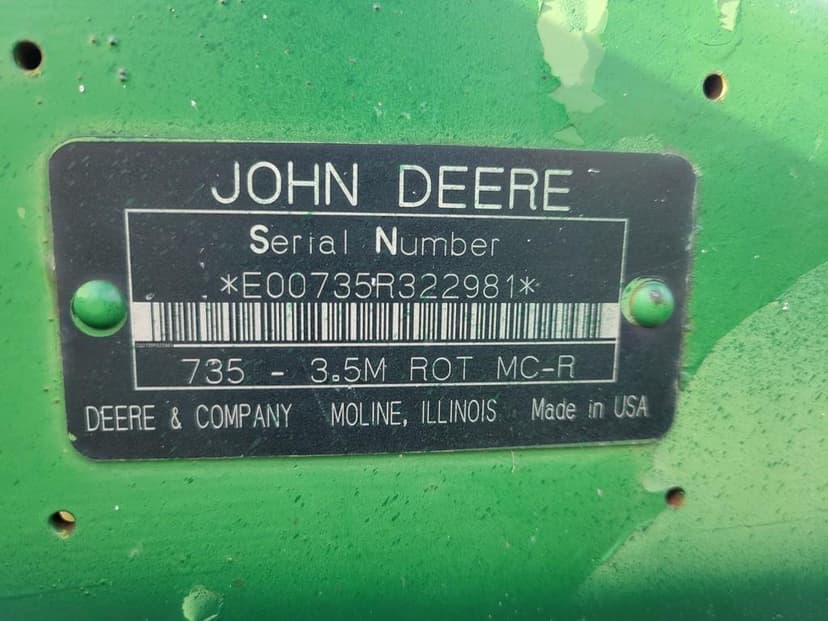 JOHN DEERE
Serial Number
*E00735R322981*
735 - 3.5M ROT MC-R
DEERE & COMPANY MOLINE, ILLINOIS Made in USA